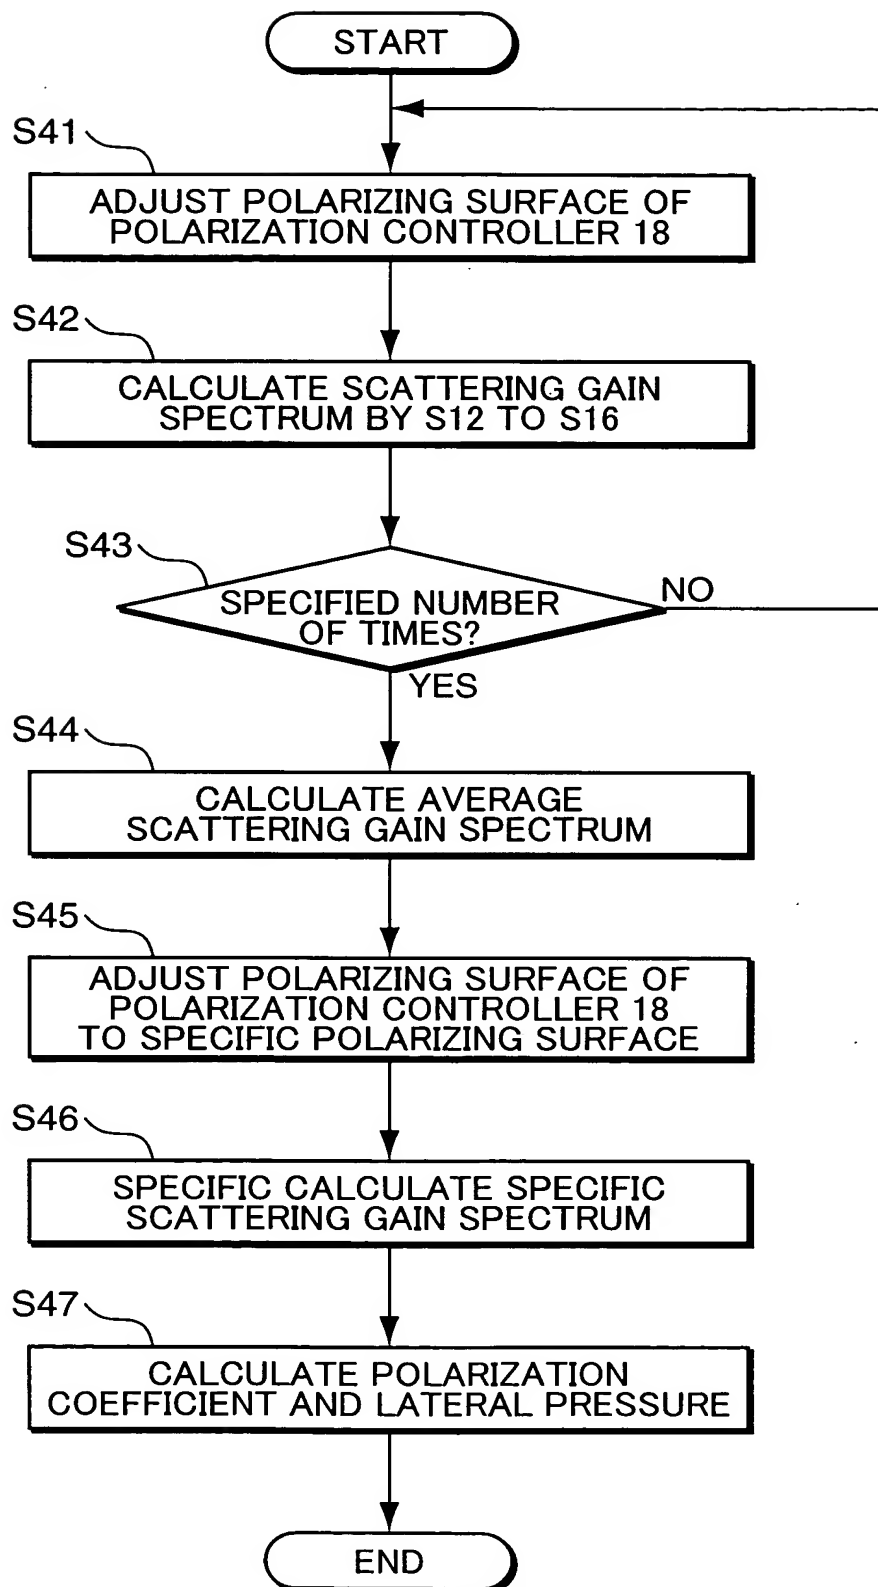 START
S41
ADJUST POLARIZING SURFACE OF
POLARIZATION CONTROLLER 18
S42
CALCULATE SCATTERING GAIN
SPECTRUM BY S12 TO S16
S43
SPECIFIED NUMBER
OF TIMES?
NO
YES
S44
CALCULATE AVERAGE
SCATTERING GAIN SPECTRUM
S45
ADJUST POLARIZING SURFACE OF
POLARIZATION CONTROLLER 18
TO SPECIFIC POLARIZING SURFACE
S46
SPECIFIC CALCULATE SPECIFIC
SCATTERING GAIN SPECTRUM
S47
CALCULATE POLARIZATION
COEFFICIENT AND LATERAL PRESSURE
END